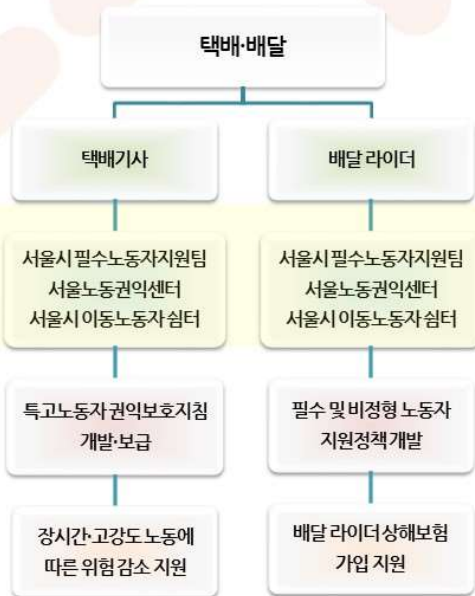 택배·배달
택배기사
배달 라이더
서울시 필수노동자지원팀
서울노동권익센터
서울시 이동노동자 쉼터
서울시 필수노동자지원팀
서울노동권익센터
서울시 이동노동자 쉼터
특고노동자 권익보호지침
개발·보급
필수 및 비정형 노동자
지원정책 개발
장시간·고강도 노동에
따른 위험 감소 지원
배달 라이더 상해보험
가입 지원